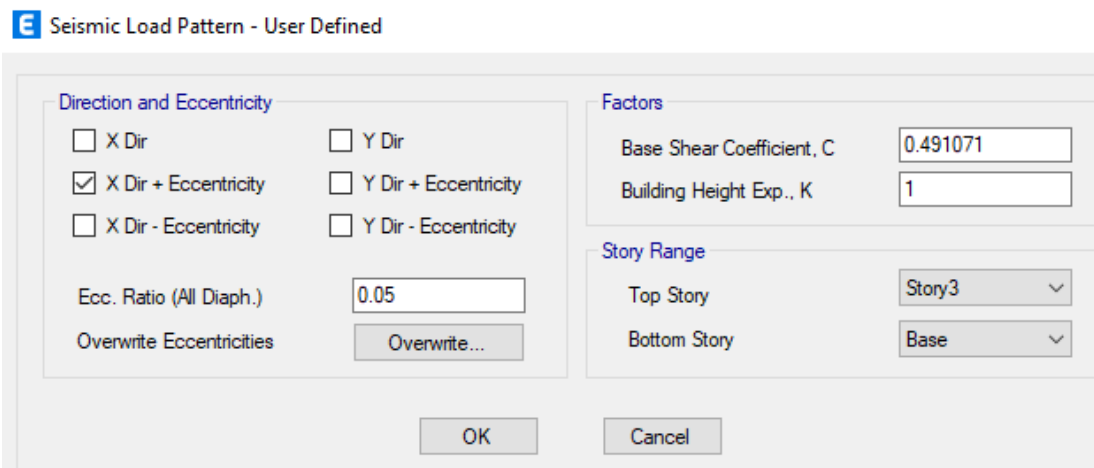 E Seismic Load Pattern - User Defined
Direction and Eccentricity
X Dir
Y Dir
X Dir + Eccentricity
Y Dir + Eccentricity
X Dir - Eccentricity
Y Dir - Eccentricity
Ecc. Ratio (All Diaph.)
0.05
Overwrite Eccentricities
Overwrite...
Factors
Base Shear Coefficient, C
0.491071
Building Height Exp., K
1
Story Range
Top Story
Story3
Bottom Story
Base
OK
Cancel